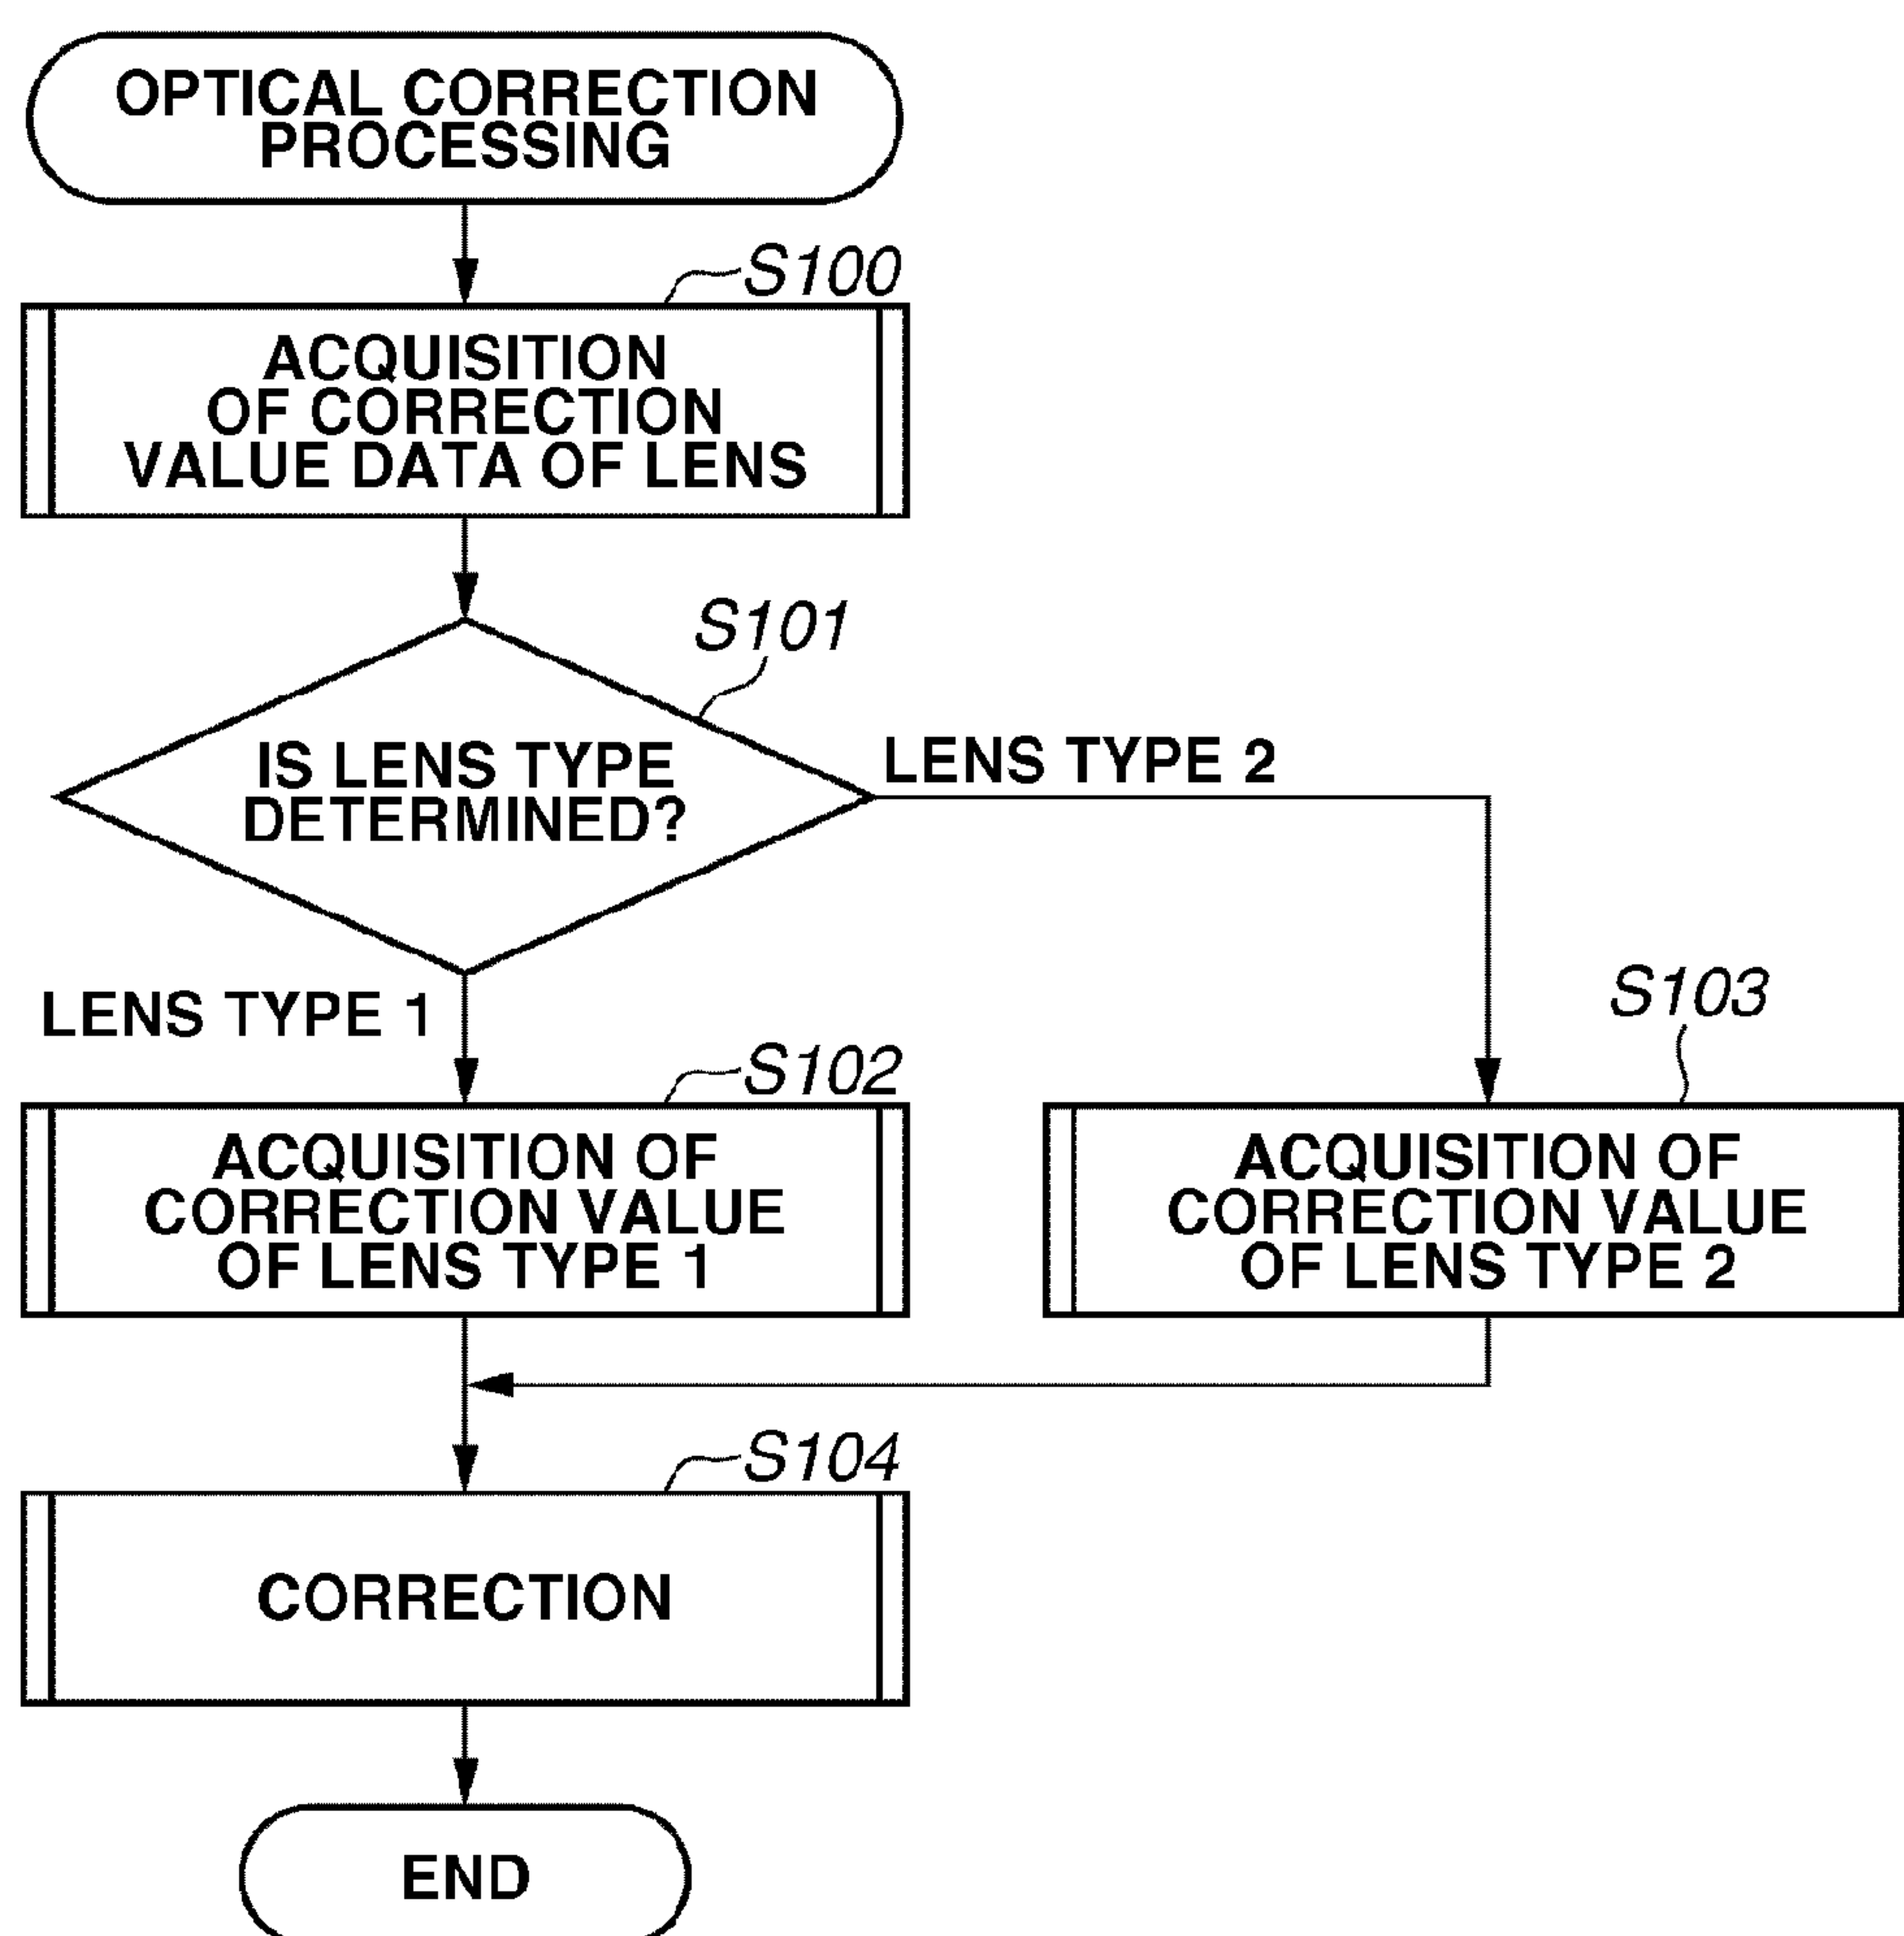 OPTICAL CORRECTION
PROCESSING
S100
ACQUISITION
OF CORRECTION
VALUE DATA OF LENS
S101
IS LENS TYPE
DETERMINED?
LENS TYPE 2
LENS TYPE 1
S102
ACQUISITION OF
CORRECTION VALUE
OF LENS TYPE 1
S103
ACQUISITION OF
CORRECTION VALUE
OF LENS TYPE 2
S104
CORRECTION
END